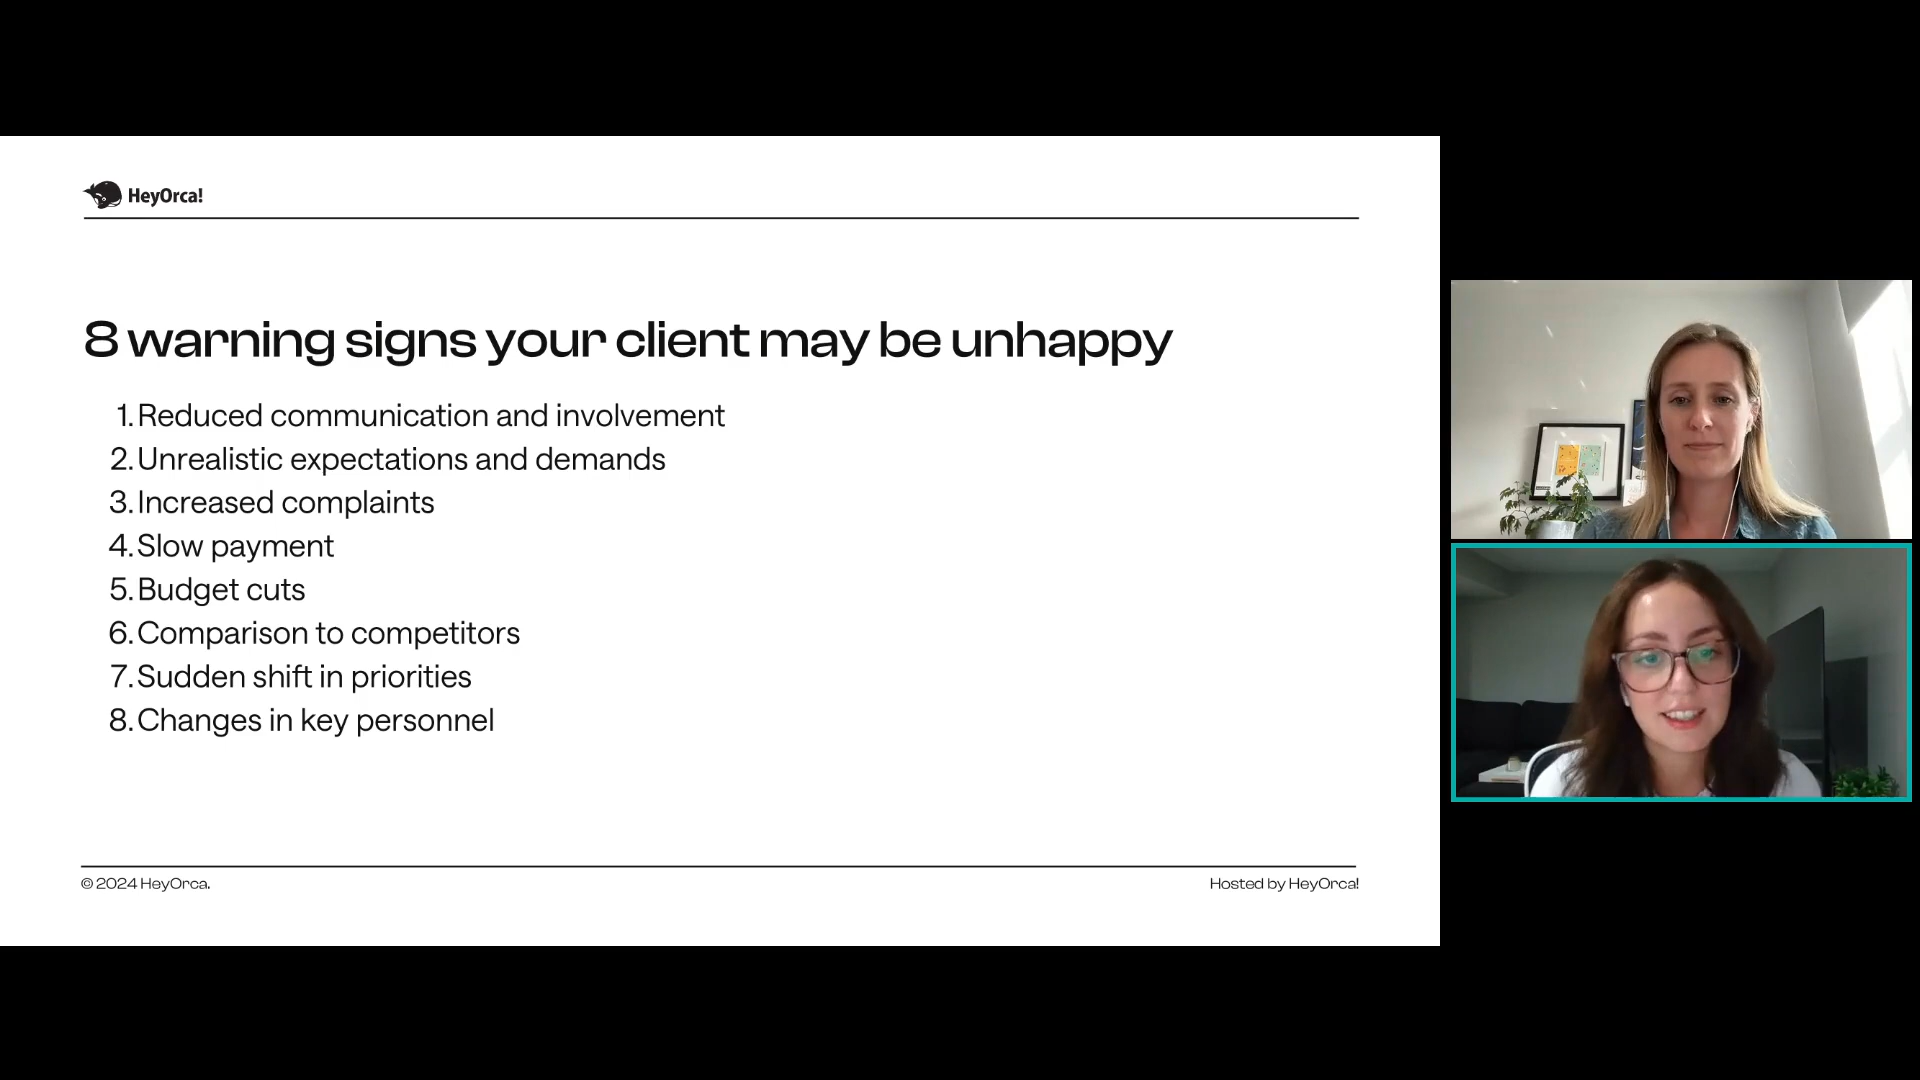 HeyOrca!
8 warning signs your client may be unhappy
1. Reduced communication and involvement
2. Unrealistic expectations and demands
3. Increased complaints
4. Slow payment
5. Budget cuts
6. Comparison to competitors
7. Sudden shift in priorities
8. Changes in key personnel
© 2024 HeyOrca.
Hosted by HeyOrca!